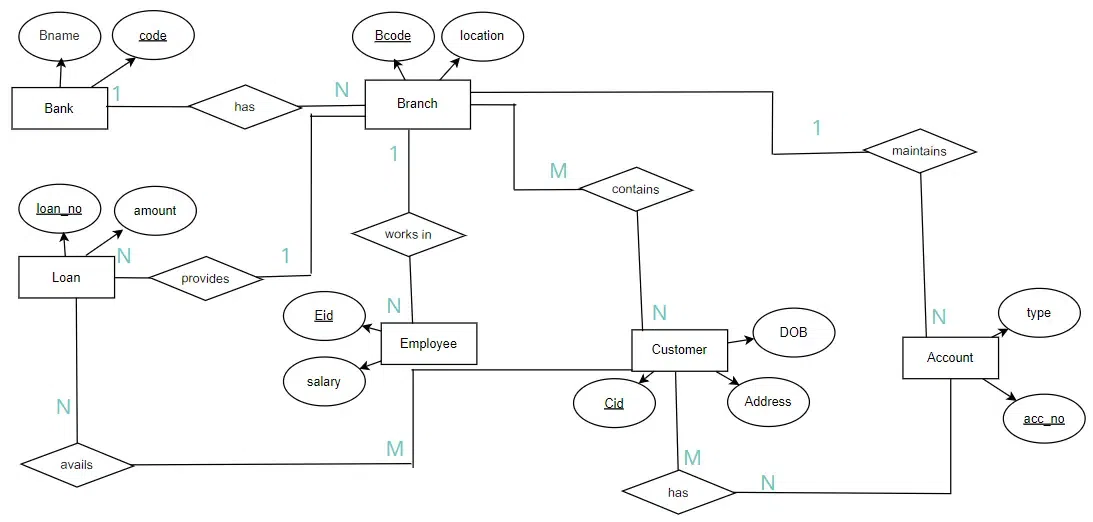 Bname
code
Bcode
location
Bank
1
has
N
Branch
1
maintains
1
M
contains
loan_no
amount
works in
N
1
Loan
provides
Eid
N
N
N
type
DOB
Employee
Customer
Account
salary
Cid
Address
acc_no
N
M
avails
M
has
N